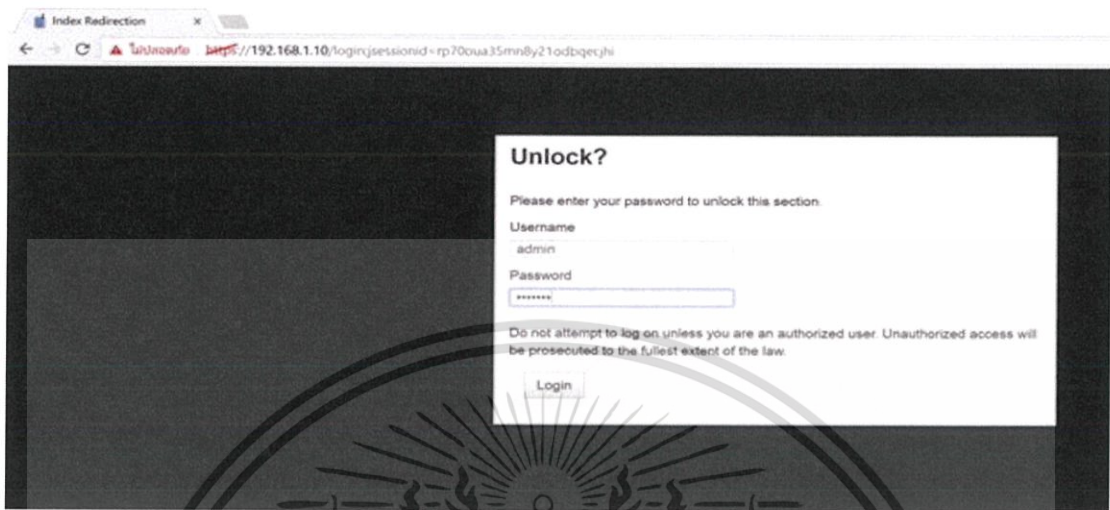 Index Redirection
ไม่ปลอดภัย https://192.168.1.10/login;jsessionid=rp70oua35mn8y21odbqecjhi
Unlock?
Please enter your password to unlock this section.
Username
admin
Password
•••••••
Do not attempt to log on unless you are an authorized user. Unauthorized access will
be prosecuted to the fullest extent of the law.
Login